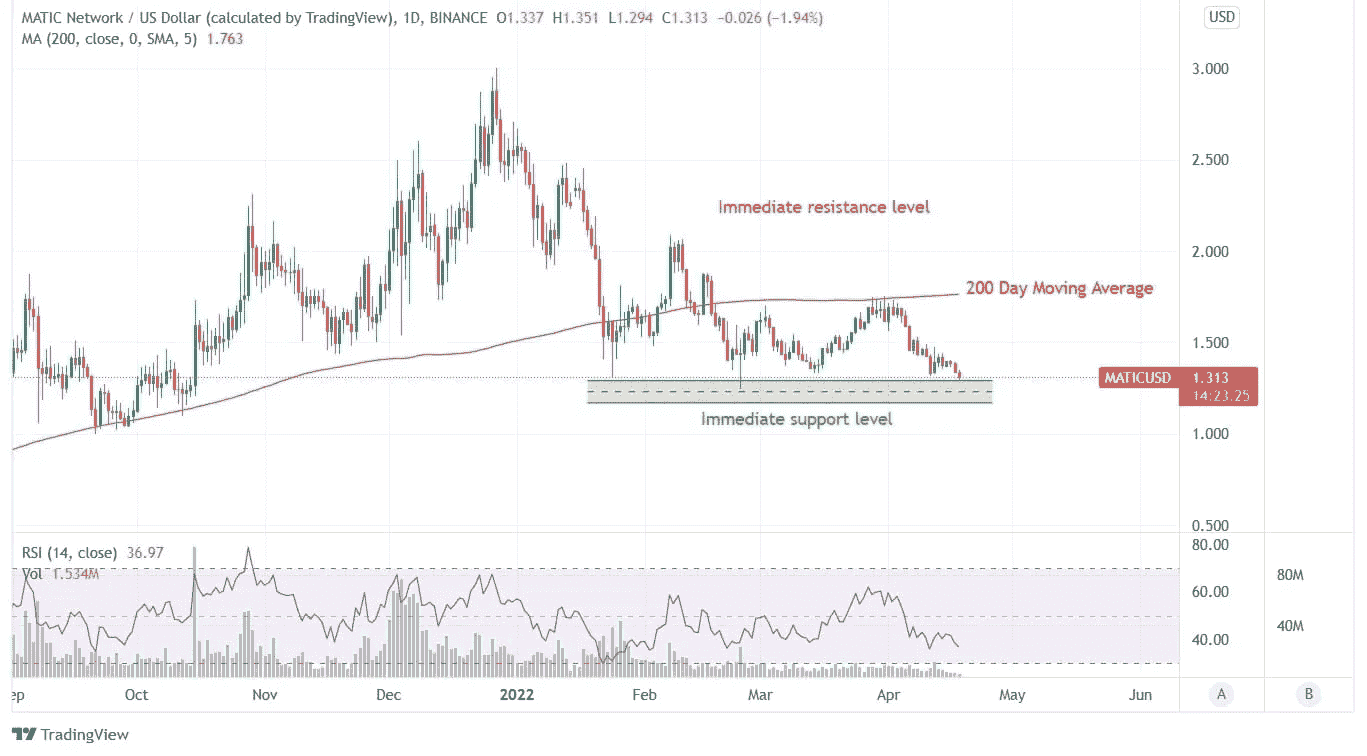 MATIC Network / US Dollar (calculated by TradingView), 1D, BINANCE O1.337 H1.351 L1.294 C1.313 −0.026 (−1.94%)
USD
MA (200, close, 0, SMA, 5) 1.763
3.000
2.500
Immediate resistance level
2.000
200 Day Moving Average
1.500
MATICUSD 1.313
14:23:25
Immediate support level
1.000
0.500
RSI (14, close) 36.97
80.00
Vol 1.534M
80M
60.00
40M
40.00
ep Oct Nov Dec 2022 Feb Mar Apr May Jun A B
TradingView